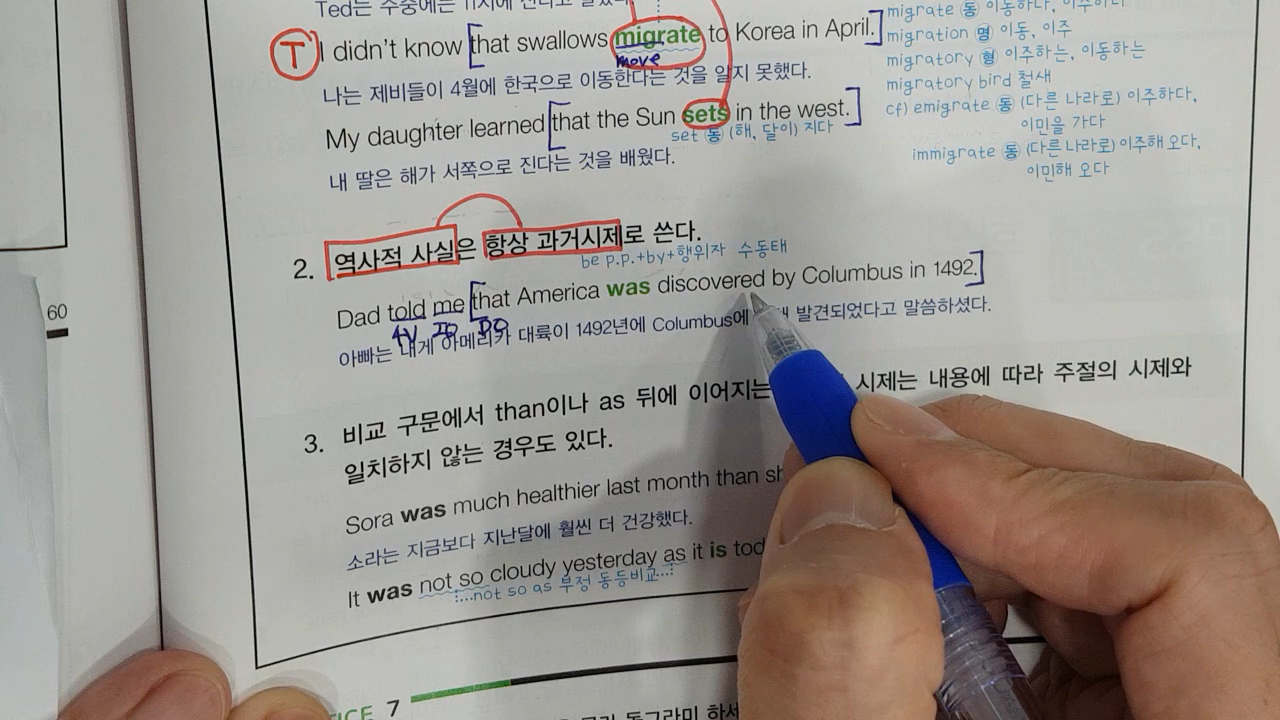 Ted는 주중에는 11시에
migrate 동 이동하다, 이주하다
T I didn't know [that swallows migrate to Korea in April.]
migration 명 이동, 이주
move
migratory 형 이주하는, 이동하는
나는 제비들이 4월에 한국으로 이동한다는 것을 알지 못했다.
migratory bird 철새
My daughter learned [that the Sun sets in the west.]
cf) emigrate 동 (다른 나라로) 이주하다,
이민을 가다
set 동 (해, 달이) 지다
내 딸은 해가 서쪽으로 진다는 것을 배웠다.
immigrate 동 (다른 나라로) 이주해 오다,
이민해 오다
2. 역사적 사실은 항상 과거시제로 쓴다.
be p.p.+by+행위자 수동태
Dad told me [that America was discovered by Columbus in 1492.]
4V IO DO
아빠는 내게 아메리카 대륙이 1492년에 Columbus에 발견되었다고 말씀하셨다.
60
3. 비교 구문에서 than이나 as 뒤에 이어지는 시제는 내용에 따라 주절의 시제와
일치하지 않는 경우도 있다.
Sora was much healthier last month than
소라는 지금보다 지난달에 훨씬 더 건강했다.
It was not so cloudy yesterday as it is
...not so as 부정 동등비교...
7